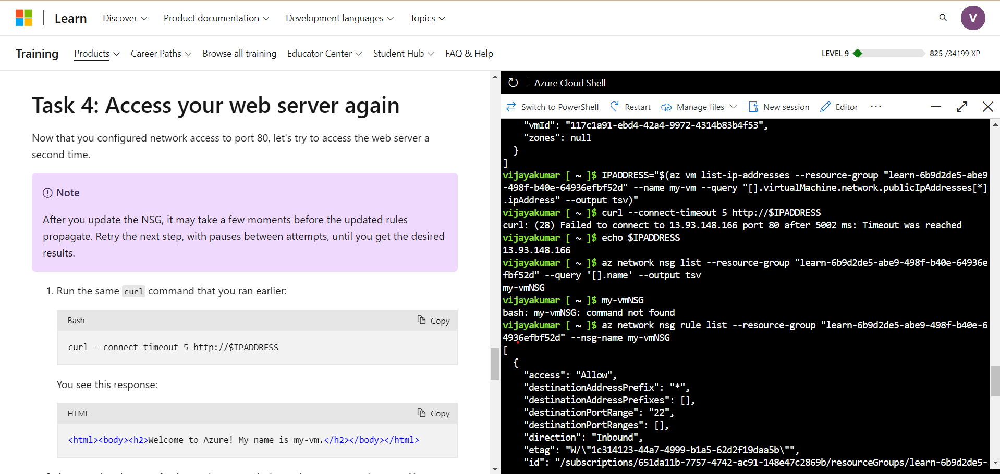 Learn Discover Product documentation Development languages Topics V
Training Products Career Paths Browse all training Educator Center Student Hub FAQ & Help LEVEL 9 825 /34199 XP
Task 4: Access your web server again
Now that you configured network access to port 80, let's try to access the web server a
second time.
Note
After you update the NSG, it may take a few moments before the updated rules
propagate. Retry the next step, with pauses between attempts, until you get the desired
results.
1. Run the same curl command that you ran earlier:
Bash Copy
curl --connect-timeout 5 http://$IPADDRESS
You see this response:
HTML Copy
<html><body><h2>Welcome to Azure! My name is my-vm.</h2></body></html>
Azure Cloud Shell
Switch to PowerShell Restart Manage files New session Editor ···
"vmId": "117c1a91-ebd4-42a4-9972-4314b83b4f53",
"zones": null
}
]
vijayakumar [ ~ ]$ IPADDRESS="$(az vm list-ip-addresses --resource-group "learn-6b9d2de5-abe9
-498f-b40e-64936efbf52d" --name my-vm --query "[].virtualMachine.network.publicIpAddresses[*]
.ipAddress" --output tsv)"
vijayakumar [ ~ ]$ curl --connect-timeout 5 http://$IPADDRESS
curl: (28) Failed to connect to 13.93.148.166 port 80 after 5002 ms: Timeout was reached
vijayakumar [ ~ ]$ echo $IPADDRESS
13.93.148.166
vijayakumar [ ~ ]$ az network nsg list --resource-group "learn-6b9d2de5-abe9-498f-b40e-64936e
fbf52d" --query '[].name' --output tsv
my-vmNSG
vijayakumar [ ~ ]$ my-vmNSG
bash: my-vmNSG: command not found
vijayakumar [ ~ ]$ az network nsg rule list --resource-group "learn-6b9d2de5-abe9-498f-b40e-6
4936efbf52d" --nsg-name my-vmNSG
[
{
"access": "Allow",
"destinationAddressPrefix": "*",
"destinationAddressPrefixes": [],
"destinationPortRange": "22",
"destinationPortRanges": [],
"direction": "Inbound",
"etag": "W/\"1c314123-44a7-4999-b1a5-62d2f19daa5b\"",
"id": "/subscriptions/651da11b-7757-4742-ac91-148e47c2869b/resourceGroups/learn-6b9d2de5-